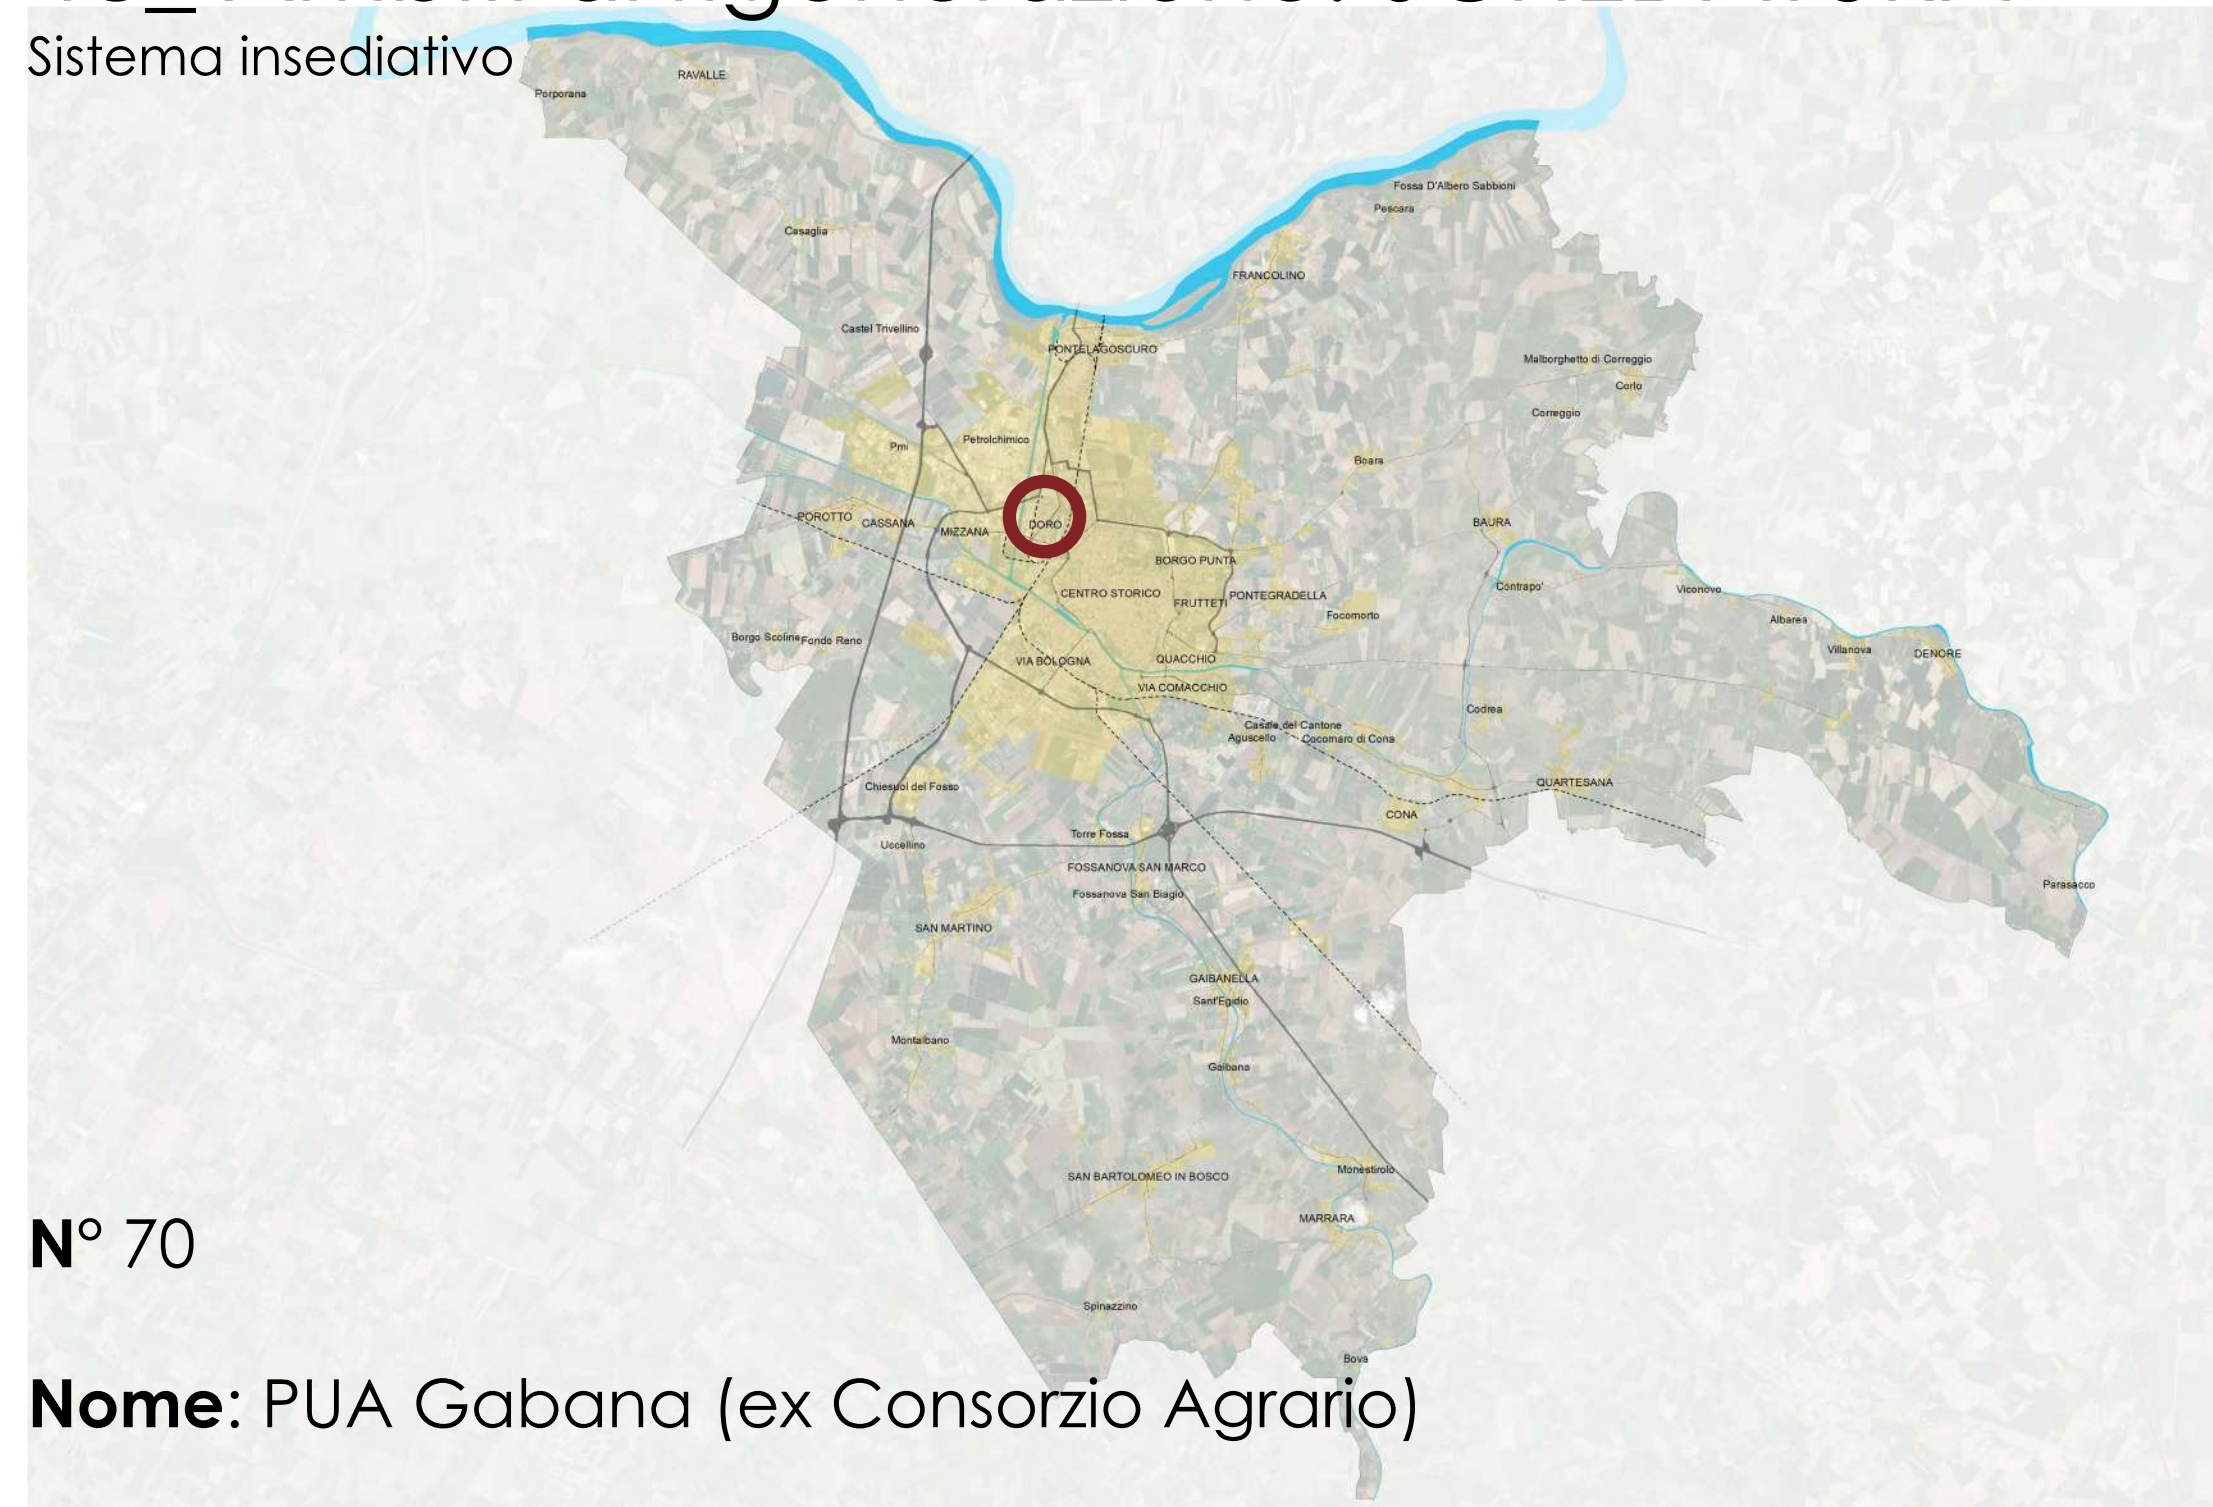 Sistema insediativo
RAVALLE
Porporana
Fossa D'Albero Sabbioni
Pescara
Casaglia
FRANCOLINO
Castel Trivellino
PONTELAGOSCURO
Malborghetto di Correggio
Corlo
Correggio
Petrolchimico
Pmi
Boara
POROTTO
CASSANA
MIZZANA
DORO
BAURA
BORGO PUNTA
CENTRO STORICO
FRUTTETI
PONTEGRADELLA
Contrapo'
Viconovo
Focomorto
Albarea
Borgo Scoline
Fondo Reno
Villanova
DENORE
VIA BOLOGNA
QUACCHIO
VIA COMACCHIO
Codrea
Casale del Cantone
Aguscello
Cocomaro di Cona
Chiesuol del Fosso
QUARTESANA
CONA
Torre Fossa
Uccellino
FOSSANOVA SAN MARCO
Fossanova San Biagio
Parasacco
SAN MARTINO
GAIBANELLA
Sant'Egidio
Montalbano
Gaibana
SAN BARTOLOMEO IN BOSCO
Monestirolo
MARRARA
N° 70
Spinazzino
Bova
Nome: PUA Gabana (ex Consorzio Agrario)